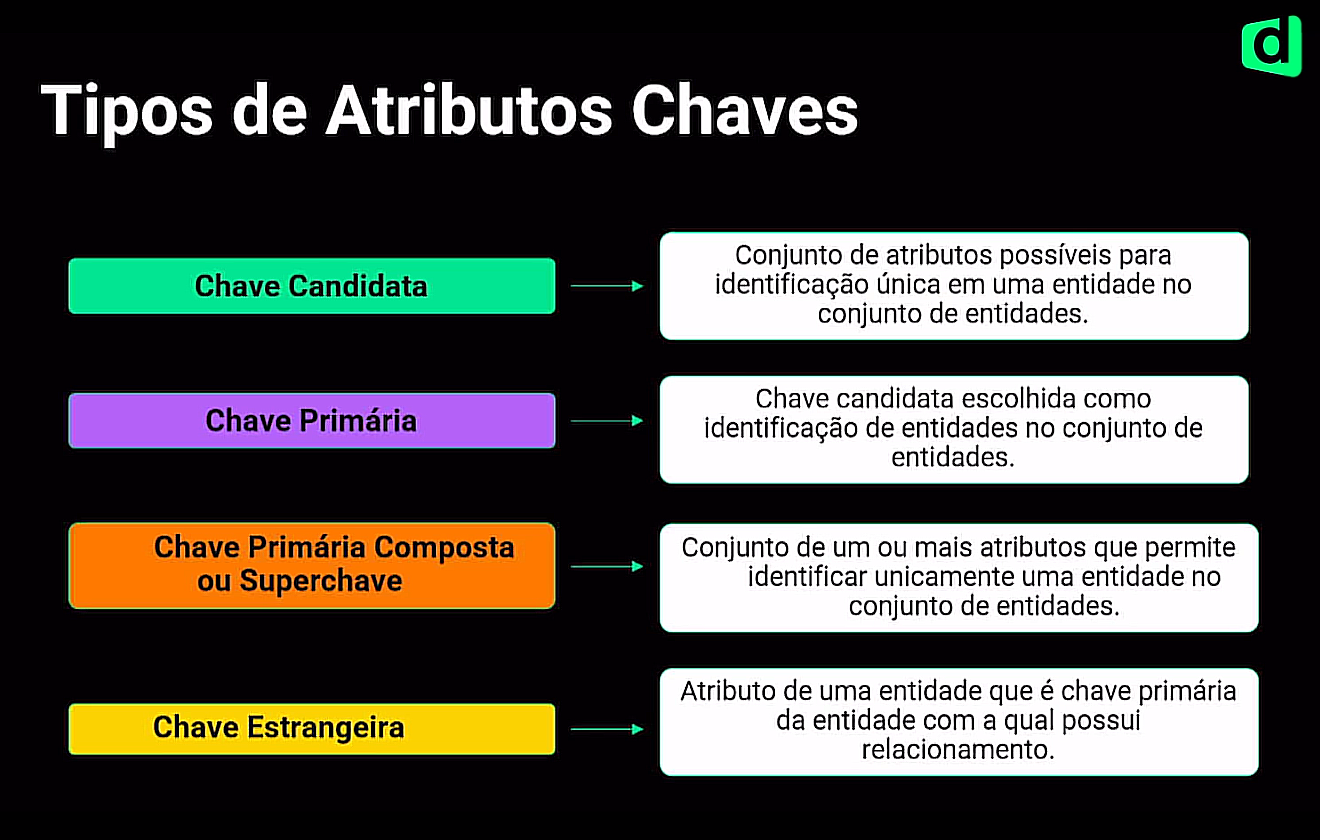 d
Tipos de Atributos Chaves
Chave Candidata
Conjunto de atributos possíveis para
identificação única em uma entidade no
conjunto de entidades.
Chave Primária
Chave candidata escolhida como
identificação de entidades no conjunto de
entidades.
Chave Primária Composta
ou Superchave
Conjunto de um ou mais atributos que permite
identificar unicamente uma entidade no
conjunto de entidades.
Chave Estrangeira
Atributo de uma entidade que é chave primária
da entidade com a qual possui
relacionamento.